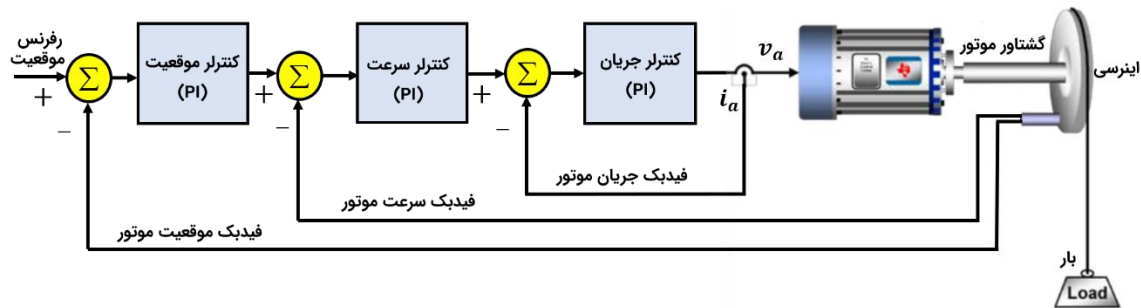 رفرنس
موقعیت
+
−
Σ
کنترلر موقعیت
(PI)
+
−
Σ
کنترلر سرعت
(PI)
+
−
Σ
کنترلر جریان
(PI)
v_a
i_a
گشتاور موتور
اینرسی
فیدبک جریان موتور
فیدبک سرعت موتور
فیدبک موقعیت موتور
بار
Load